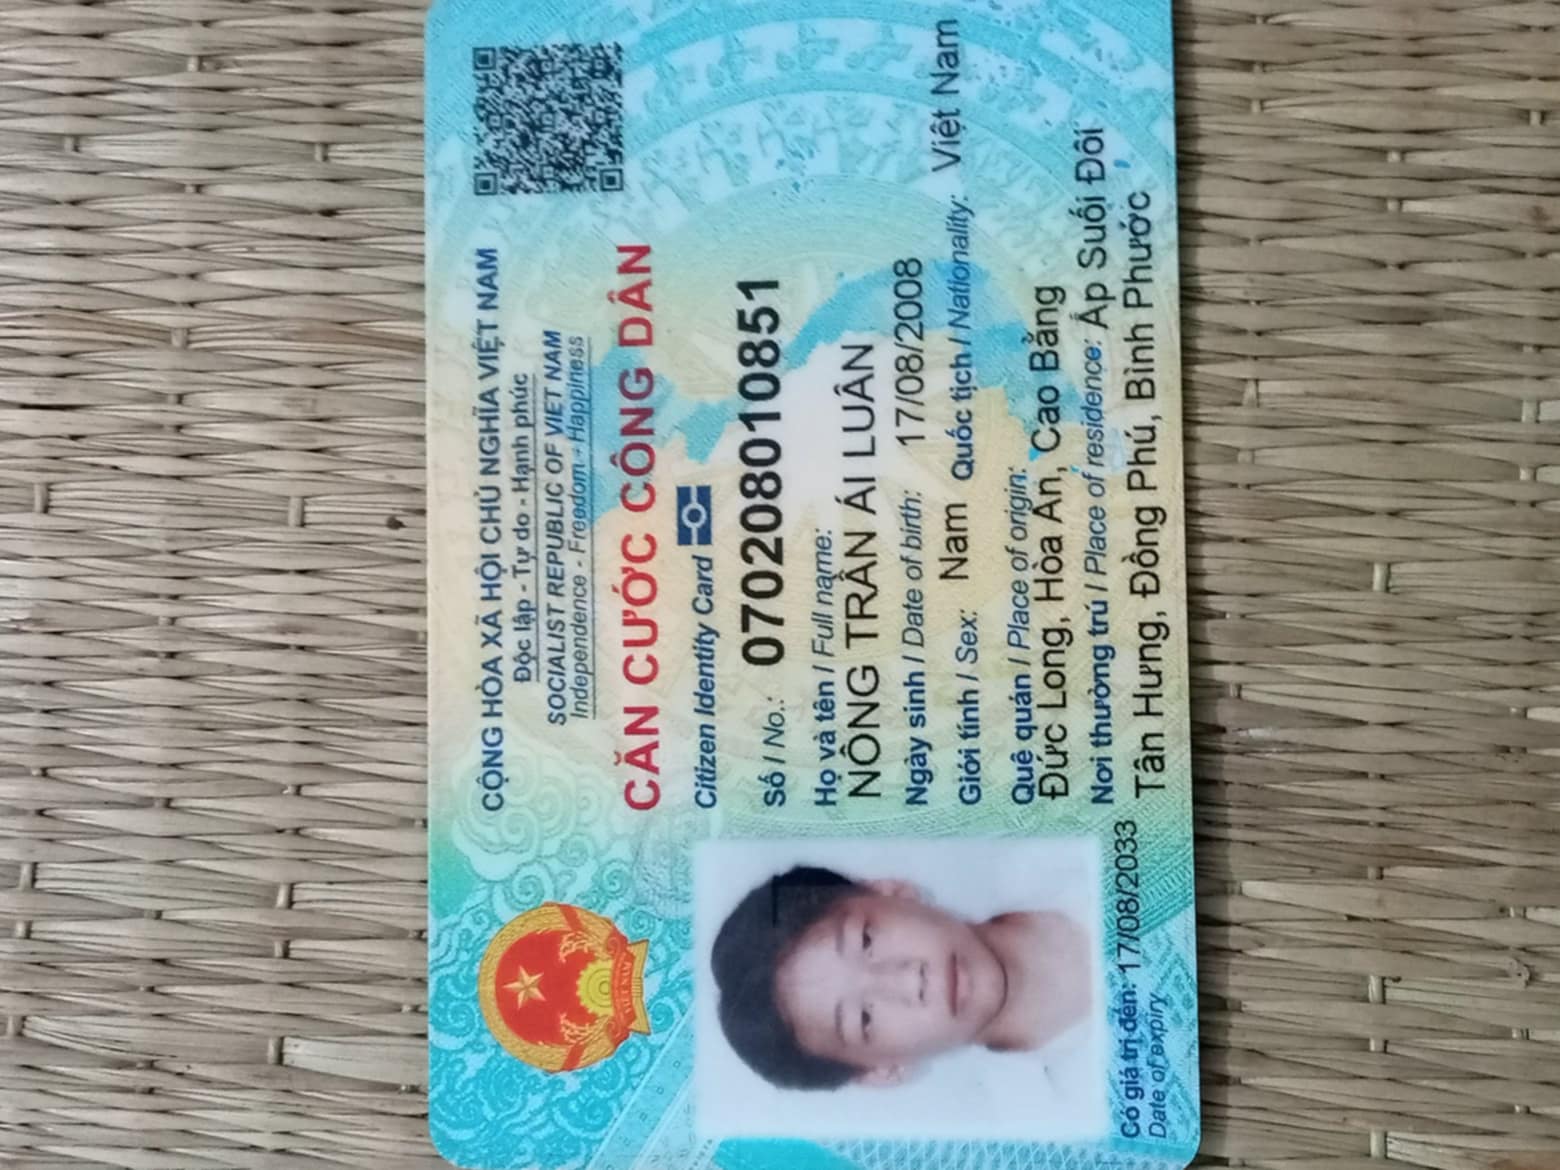 CỘNG HÒA XÃ HỘI CHỦ NGHĨA VIỆT NAM
Độc lập - Tự do - Hạnh phúc
SOCIALIST REPUBLIC OF VIET NAM
Independence - Freedom - Happiness
CĂN CƯỚC CÔNG DÂN
Citizen Identity Card
Số / No.: 070208010851
Họ và tên / Full name:
NÔNG TRẦN ÁI LUÂN
Ngày sinh / Date of birth: 17/08/2008
Giới tính / Sex: Nam Quốc tịch / Nationality: Việt Nam
Quê quán / Place of origin:
Đức Long, Hòa An, Cao Bằng
Nơi thường trú / Place of residence: Ấp Suối Đôi,
Tân Hưng, Đồng Phú, Bình Phước
Có giá trị đến: 17/08/2033
Date of expiry